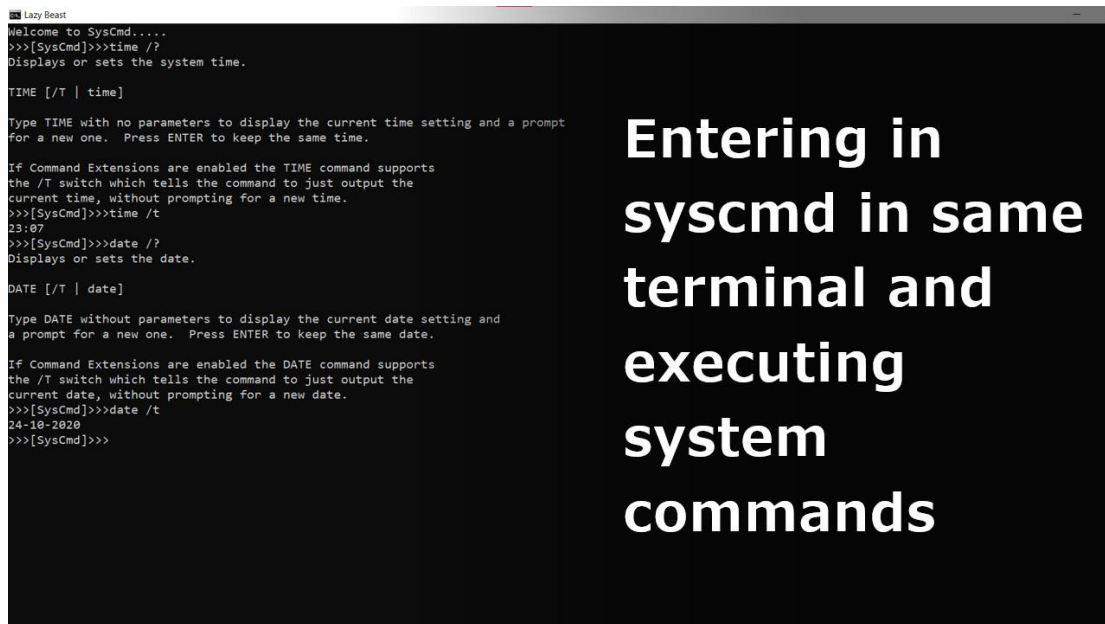 Lazy Beast
Welcome to SysCmd.....
>>>[SysCmd]>>>time /?
Displays or sets the system time.
TIME [/T | time]
Type TIME with no parameters to display the current time setting and a prompt
for a new one.  Press ENTER to keep the same time.
If Command Extensions are enabled the TIME command supports
the /T switch which tells the command to just output the
current time, without prompting for a new time.
>>>[SysCmd]>>>time /t
23:07
>>>[SysCmd]>>>date /?
Displays or sets the date.
DATE [/T | date]
Type DATE without parameters to display the current date setting and
a prompt for a new one.  Press ENTER to keep the same date.
If Command Extensions are enabled the DATE command supports
the /T switch which tells the command to just output the
current date, without prompting for a new date.
>>>[SysCmd]>>>date /t
24-10-2020
>>>[SysCmd]>>>
Entering in
syscmd in same
terminal and
executing
system
commands